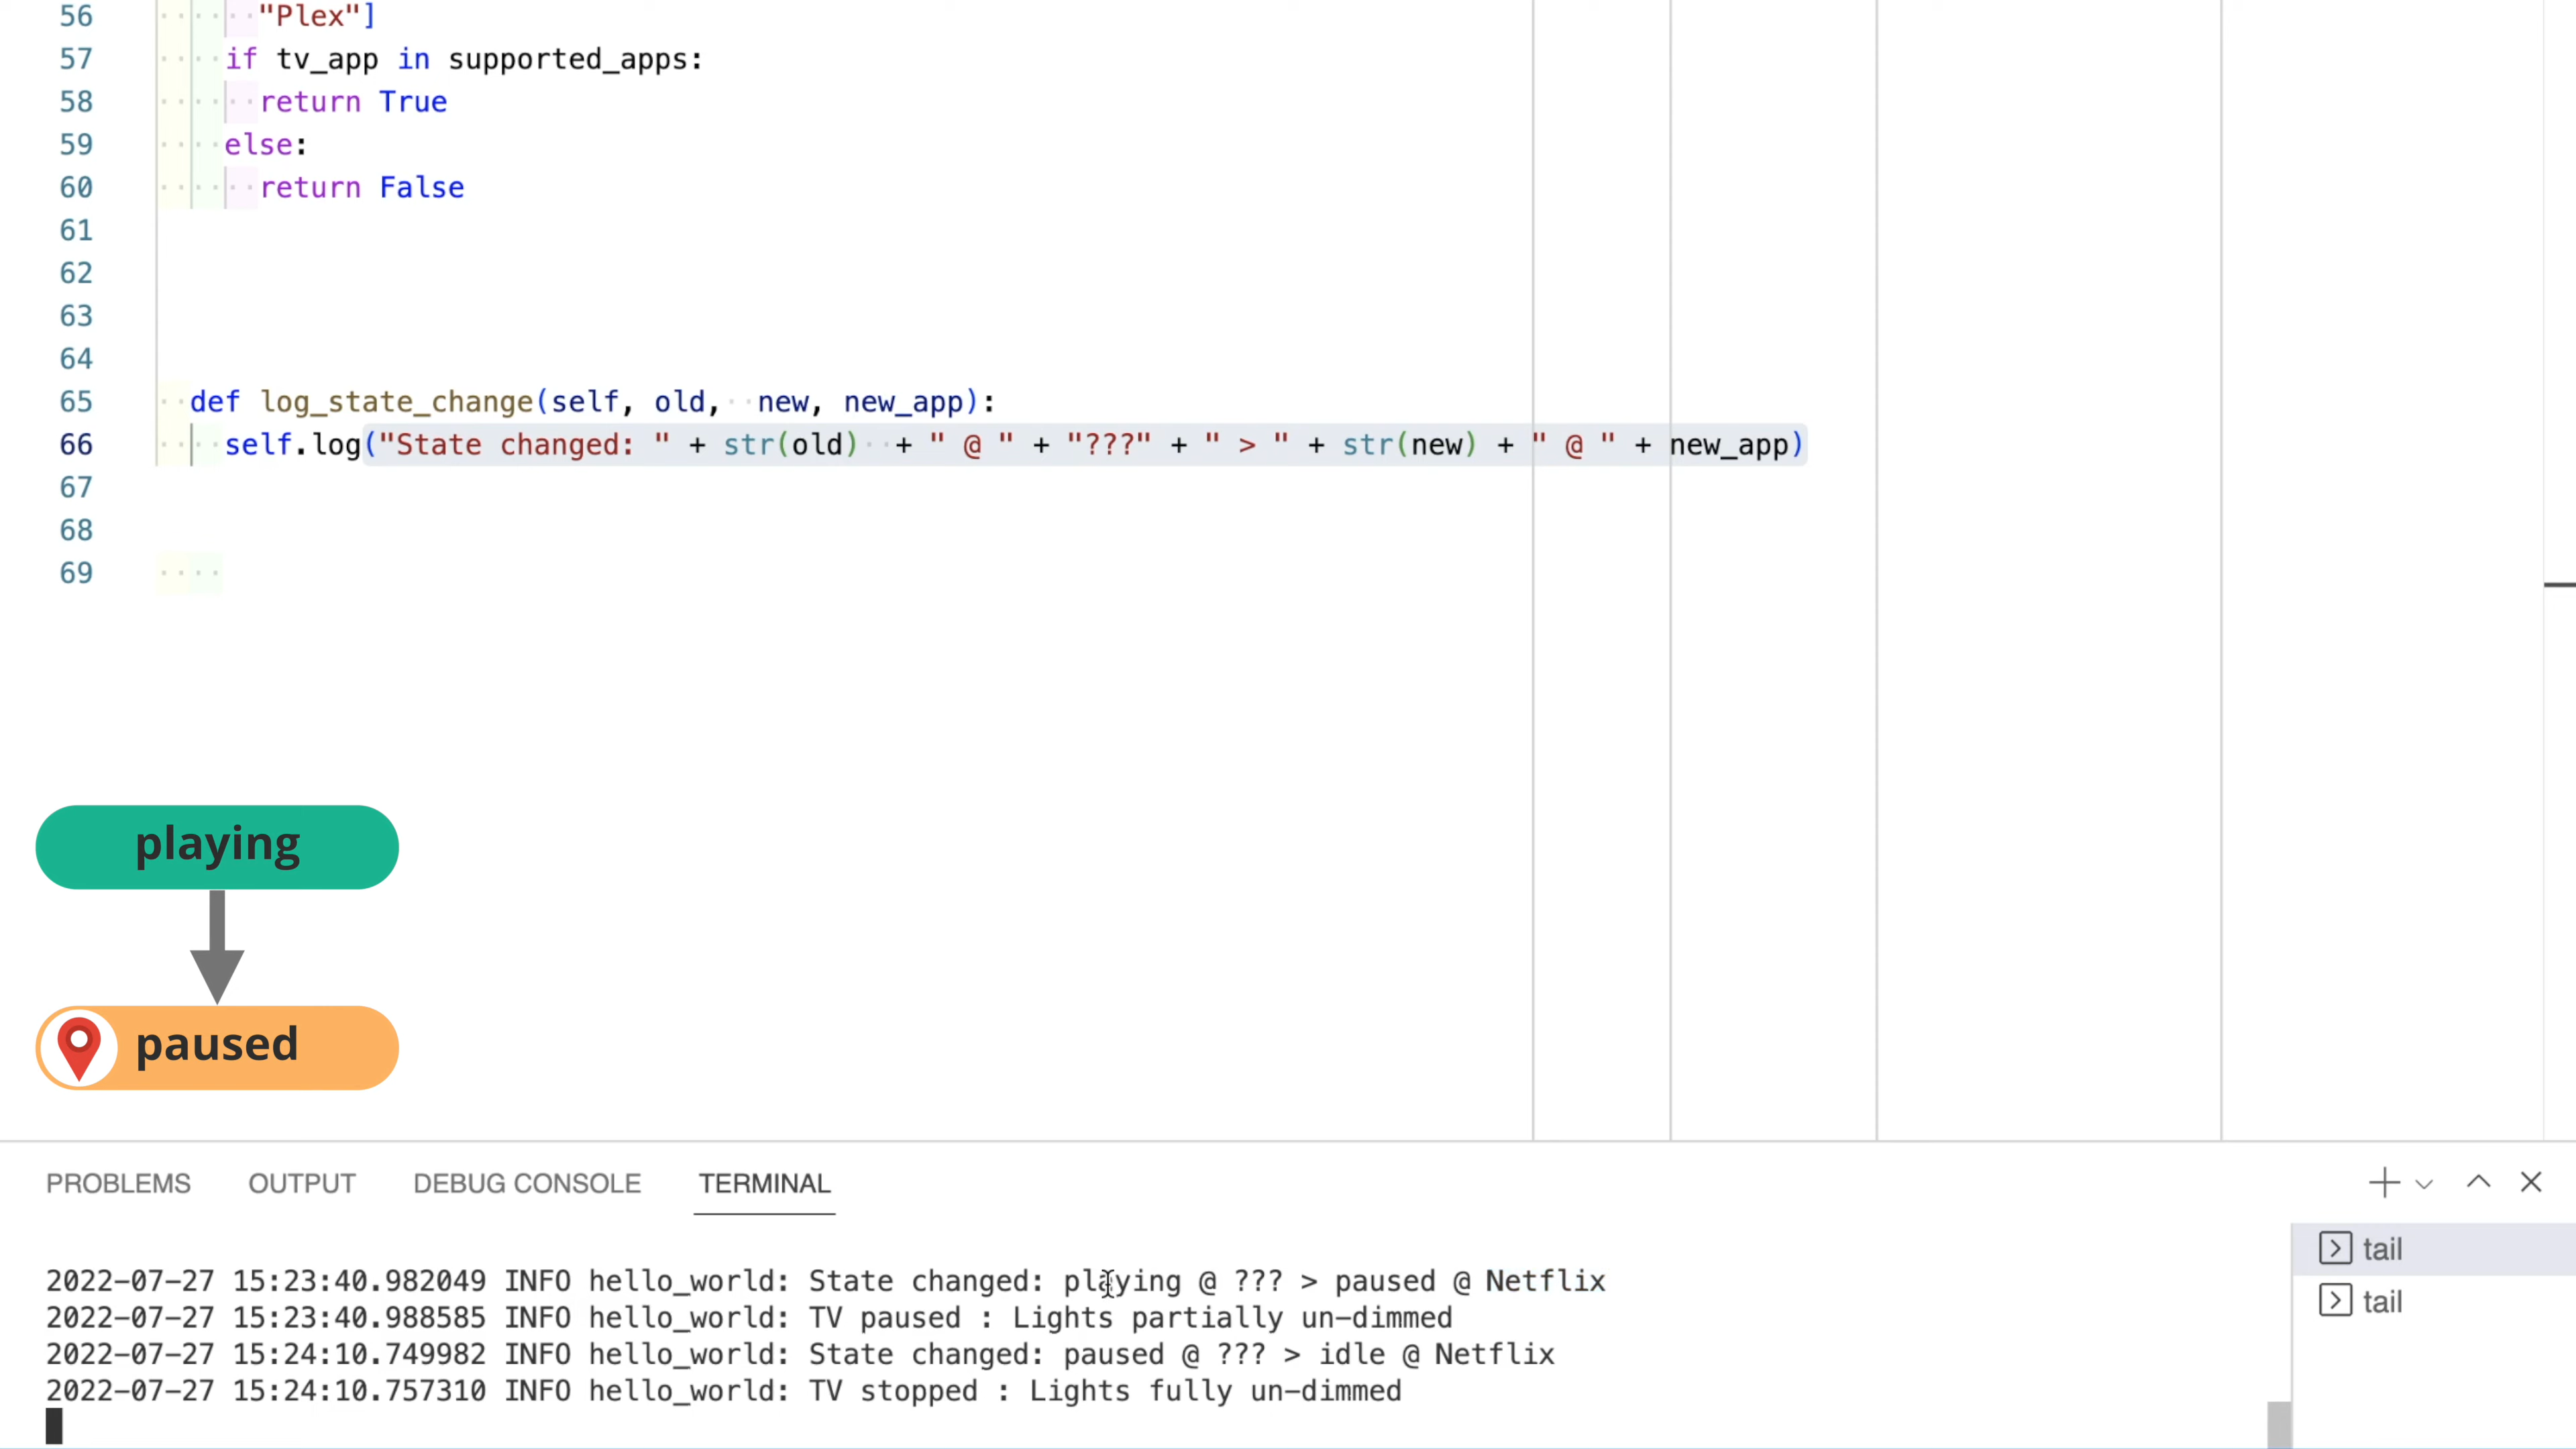 56 "Plex"]
57 if tv_app in supported_apps:
58 return True
59 else:
60 return False
61
62
63
64
65 def log_state_change(self, old, new, new_app):
66 self.log("State changed: " + str(old) + " @ " + "???" + " > " + str(new) + " @ " + new_app)
67
68
69
playing
paused
PROBLEMS OUTPUT DEBUG CONSOLE TERMINAL
2022-07-27 15:23:40.982049 INFO hello_world: State changed: playing @ ??? > paused @ Netflix
2022-07-27 15:23:40.988585 INFO hello_world: TV paused : Lights partially un-dimmed
2022-07-27 15:24:10.749982 INFO hello_world: State changed: paused @ ??? > idle @ Netflix
2022-07-27 15:24:10.757310 INFO hello_world: TV stopped : Lights fully un-dimmed
tail
tail